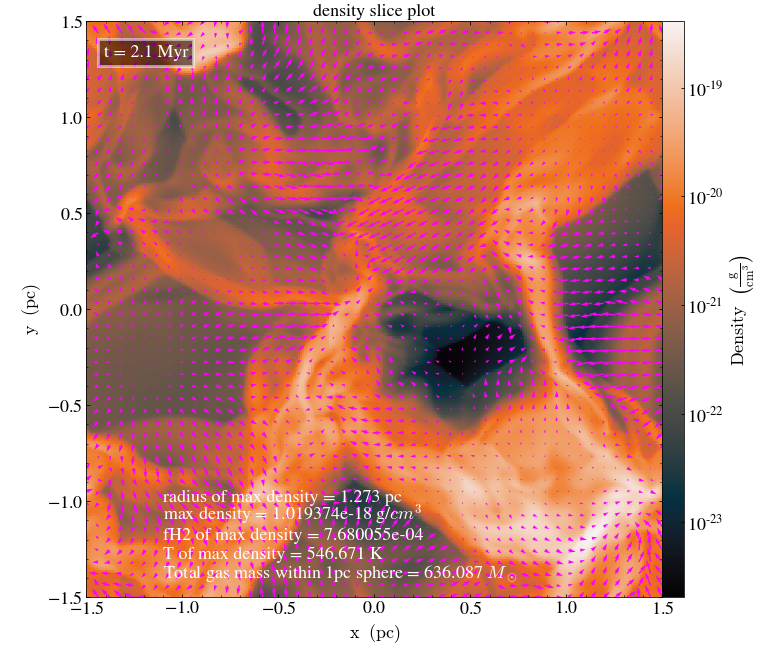 density slice plot
t = 2.1 Myr
1.5
1.0
0.5
0.0
−0.5
−1.0
−1.5
y (pc)
radius of max density = 1.273 pc
max density = 1.019374e-18 g/cm³
fH2 of max density = 7.680055e-04
T of max density = 546.671 K
Total gas mass within 1pc sphere = 636.087 M☉
−1.5 −1.0 −0.5 0.0 0.5 1.0 1.5
x (pc)
10⁻¹⁹
10⁻²⁰
10⁻²¹
10⁻²²
10⁻²³
Density (g/cm³)